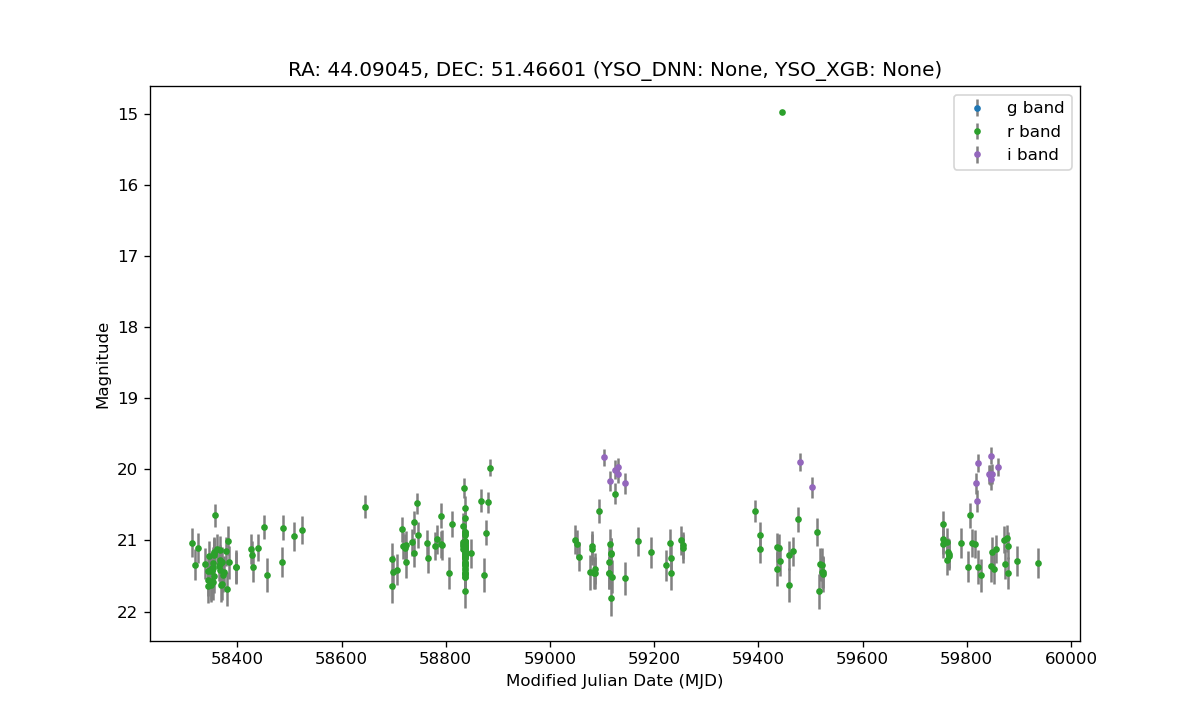 RA: 44.09045, DEC: 51.46601 (YSO_DNN: None, YSO_XGB: None)
g band
r band
i band
15
16
17
18
19
20
21
22
Magnitude
58400 58600 58800 59000 59200 59400 59600 59800 60000
Modified Julian Date (MJD)